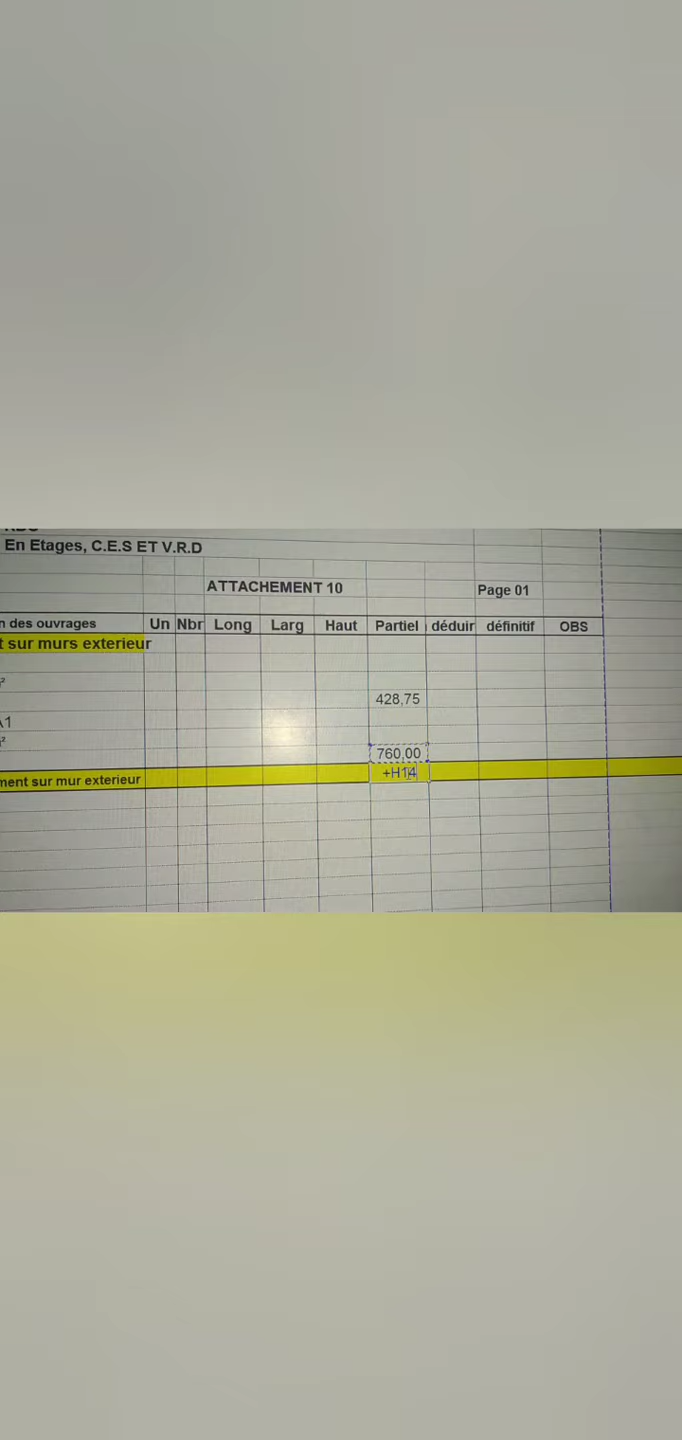 En Etages, C.E.S ET V.R.D
ATTACHEMENT 10
Page 01
des ouvrages Un Nbr Long Larg Haut Partiel déduir définitif OBS
sur murs exterieur
428,75
760,00
sur mur exterieur +H14